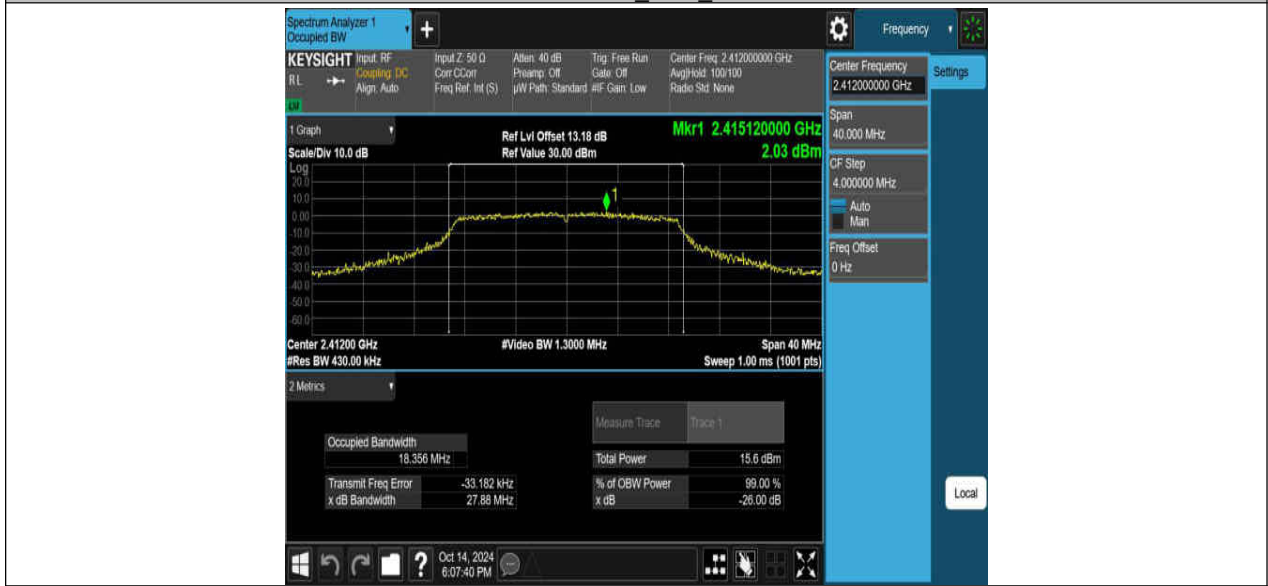 Spectrum Analyzer 1
Occupied BW
+
Frequency
KEYSIGHT
RL
LM
Input: RF
Coupling: DC
Align: Auto
Input Z: 50 Ω
Corr CCorr
Freq Ref: Int (S)
Atten: 40 dB
Preamp: Off
µW Path: Standard
Trig: Free Run
Gate: Off
#IF Gain: Low
Center Freq: 2.412000000 GHz
Avg|Hold: 100/100
Radio Std: None
Center Frequency
2.412000000 GHz
Settings
Span
40.000 MHz
CF Step
4.000000 MHz
Auto
Man
Freq Offset
0 Hz
Local
1 Graph
Scale/Div 10.0 dB
Ref Lvl Offset 13.18 dB
Ref Value 30.00 dBm
Mkr1 2.415120000 GHz
2.03 dBm
Log
20.0
10.0
0.00
-10.0
-20.0
-30.0
-40.0
-50.0
-60.0
1
Center 2.41200 GHz
#Res BW 430.00 kHz
#Video BW 1.3000 MHz
Span 40 MHz
Sweep 1.00 ms (1001 pts)
2 Metrics
Measure Trace
Trace 1
Occupied Bandwidth
18.356 MHz
Total Power
15.6 dBm
Transmit Freq Error
-33.182 kHz
% of OBW Power
99.00 %
x dB Bandwidth
27.88 MHz
x dB
-26.00 dB
?
Oct 14, 2024
6:07:40 PM